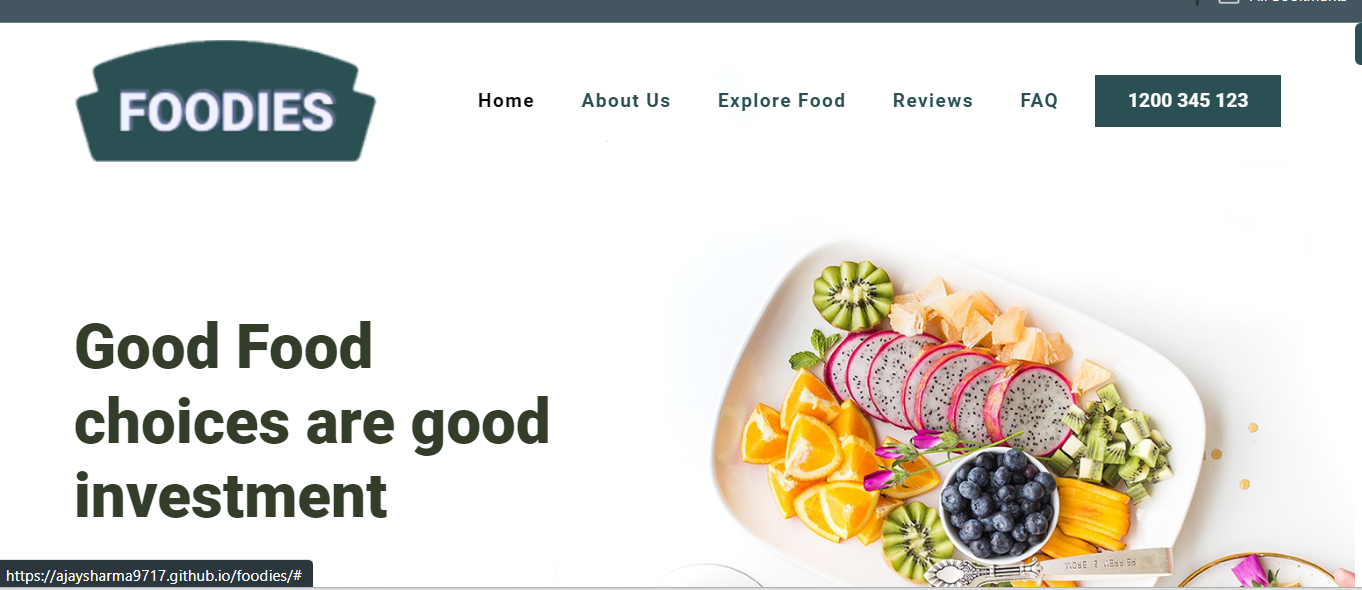 FOODIES
Home About Us Explore Food Reviews FAQ 1200 345 123
Good Food
choices are good
investment
https://ajaysharma9717.github.io/foodies/#